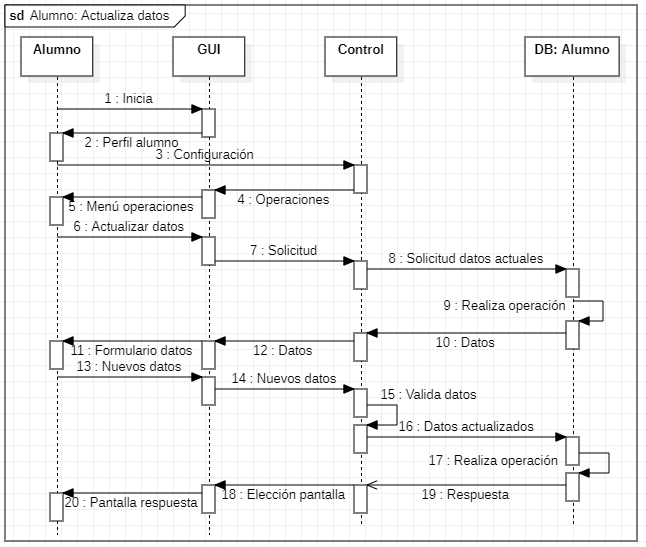 sd Alumno: Actualiza datos
Alumno
GUI
Control
DB: Alumno
1 : Inicia
2 : Perfil alumno
3 : Configuración
4 : Operaciones
5 : Menú operaciones
6 : Actualizar datos
7 : Solicitud
8 : Solicitud datos actuales
9 : Realiza operación
10 : Datos
11 : Formulario datos
12 : Datos
13 : Nuevos datos
14 : Nuevos datos
15 : Valida datos
16 : Datos actualizados
17 : Realiza operación
18 : Elección pantalla
19 : Respuesta
20 : Pantalla respuesta